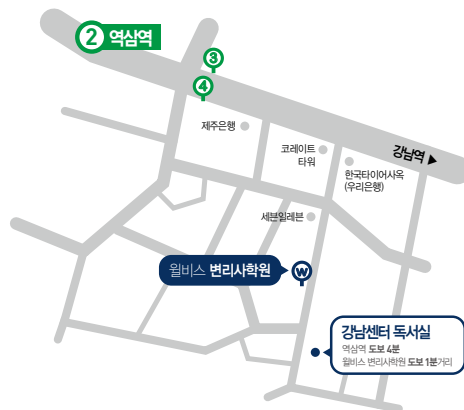 2 역삼역
3
4
제주은행
코레이트
타워
강남역 ▶
한국타이어사옥
(우리은행)
세븐일레븐
윌비스 변리사학원
W
강남센터 독서실
역삼역 도보 4분
윌비스 변리사학원 도보 1분거리